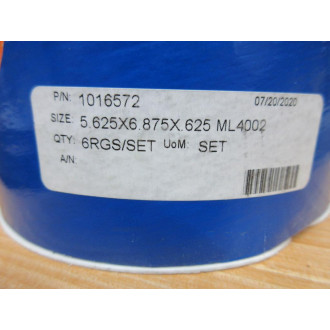 P/N: 1016572 07/20/2020
SIZE: 5.625X6.875X.625 ML4002
QTY: 6RGS/SET UoM: SET
A/N: